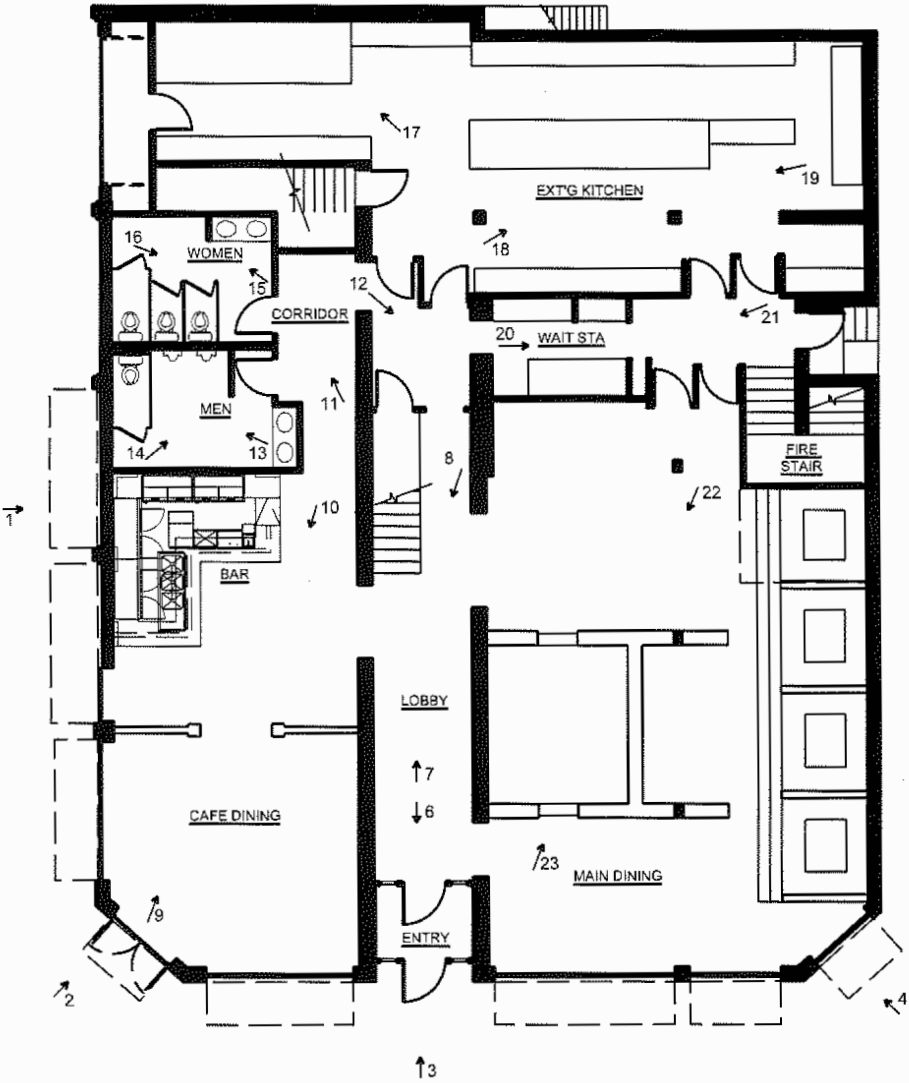 17
EXT'G KITCHEN
19
16
WOMEN
18
15
12
CORRIDOR
20
WAIT STA
21
11
MEN
14
13
8
FIRE
STAIR
22
1
10
BAR
LOBBY
7
6
CAFE DINING
23
MAIN DINING
9
ENTRY
2
4
3